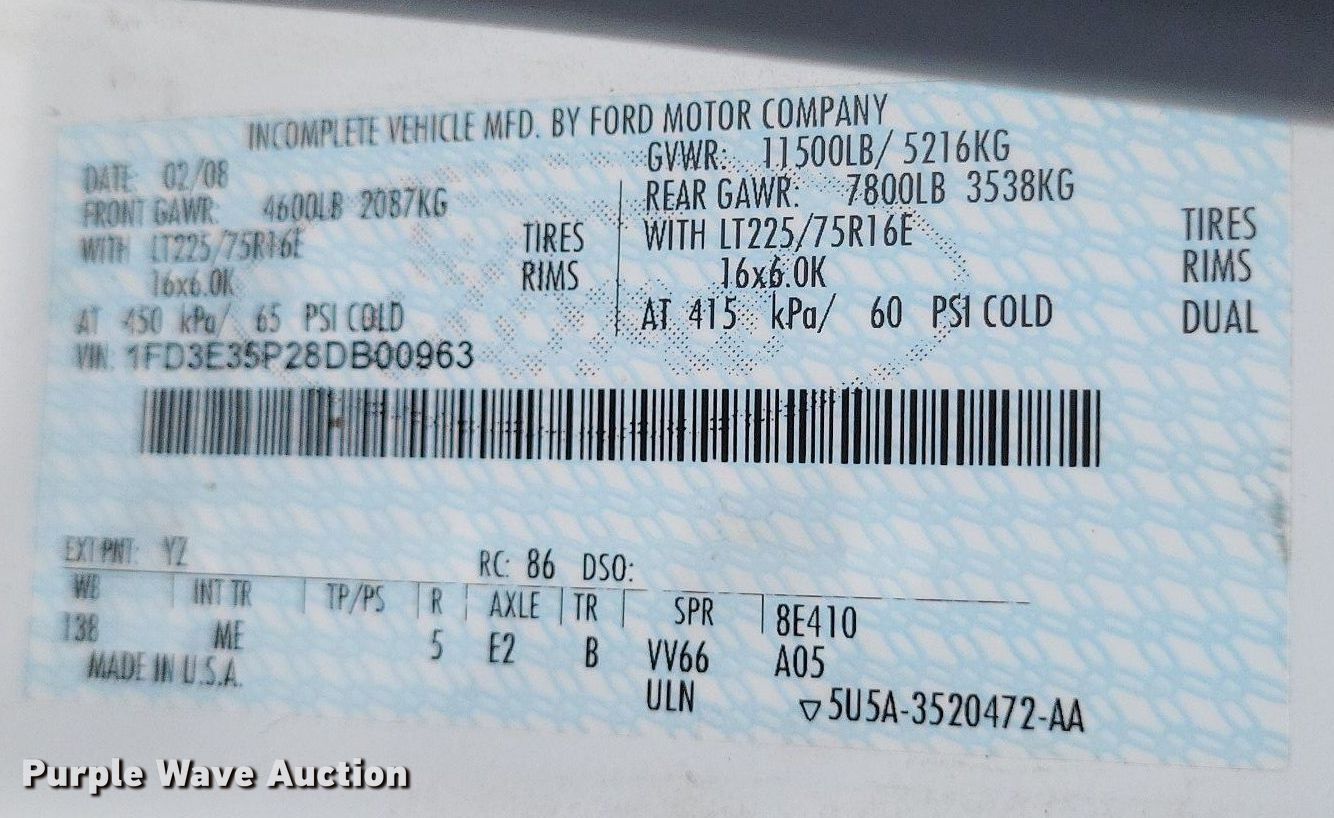 INCOMPLETE VEHICLE MFD. BY FORD MOTOR COMPANY
DATE: 02/08 GVWR: 11500LB/ 5216KG
FRONT GAWR: 4600LB 2087KG REAR GAWR: 7800LB 3538KG
WITH LT225/75R16E TIRES WITH LT225/75R16E TIRES
16x6.0K RIMS 16x6.0K RIMS
AT 450 kPa/ 65 PSI COLD AT 415 kPa/ 60 PSI COLD DUAL
VIN: 1FD3E35P28DB00963
EXT PNT: YZ RC: 86 DSO:
WB INT TR TP/PS R AXLE TR SPR 8E410
138 ME 5 E2 B VV66 A05
MADE IN U.S.A. ULN ▽5U5A-3520472-AA
Purple Wave Auction